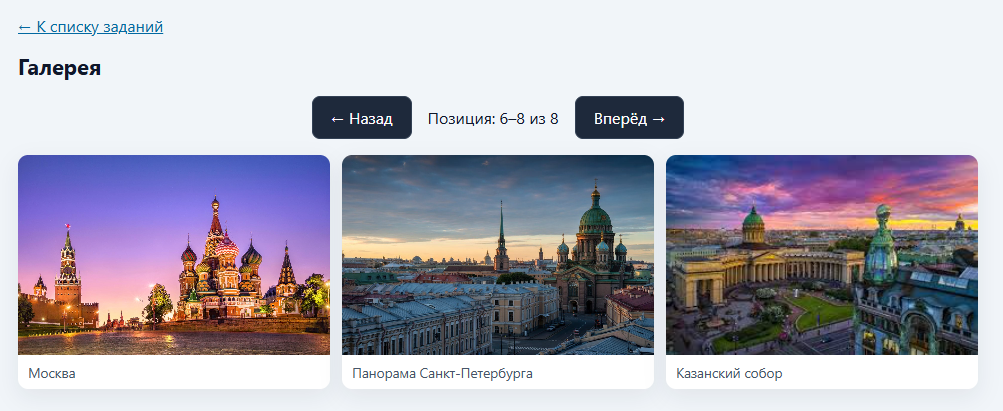 ← К списку заданий
Галерея
← Назад
Позиция: 6–8 из 8
Вперёд →
Москва
Панорама Санкт-Петербурга
Казанский собор